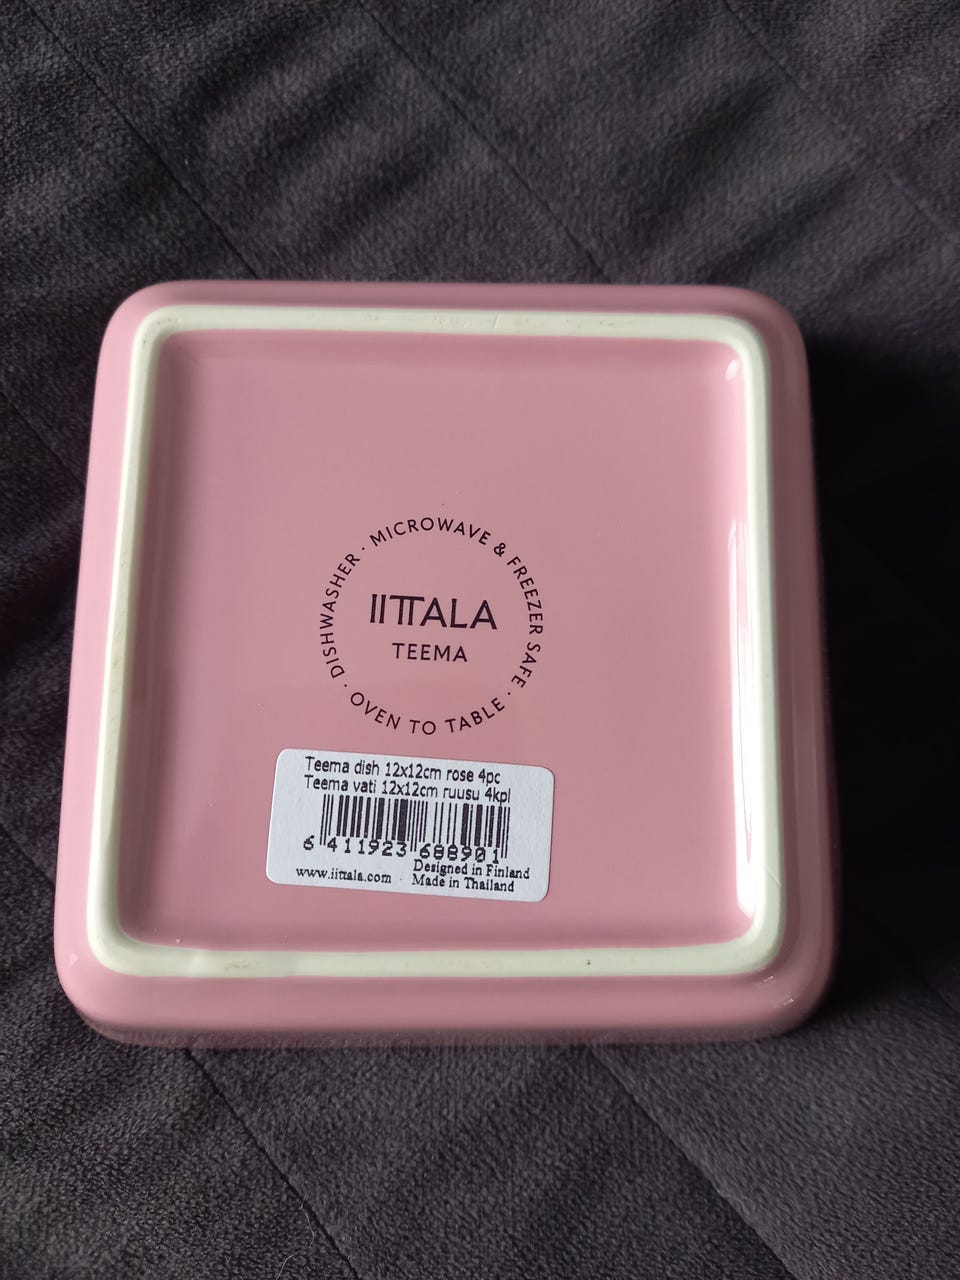 DISHWASHER · MICROWAVE & FREEZER SAFE · OVEN TO TABLE ·
IITTALA
TEEMA
Teema dish 12x12cm rose 4pc
Teema vati 12x12cm ruusu 4kpl
6 411923 688901
Designed in Finland
www.iittala.com
Made in Thailand